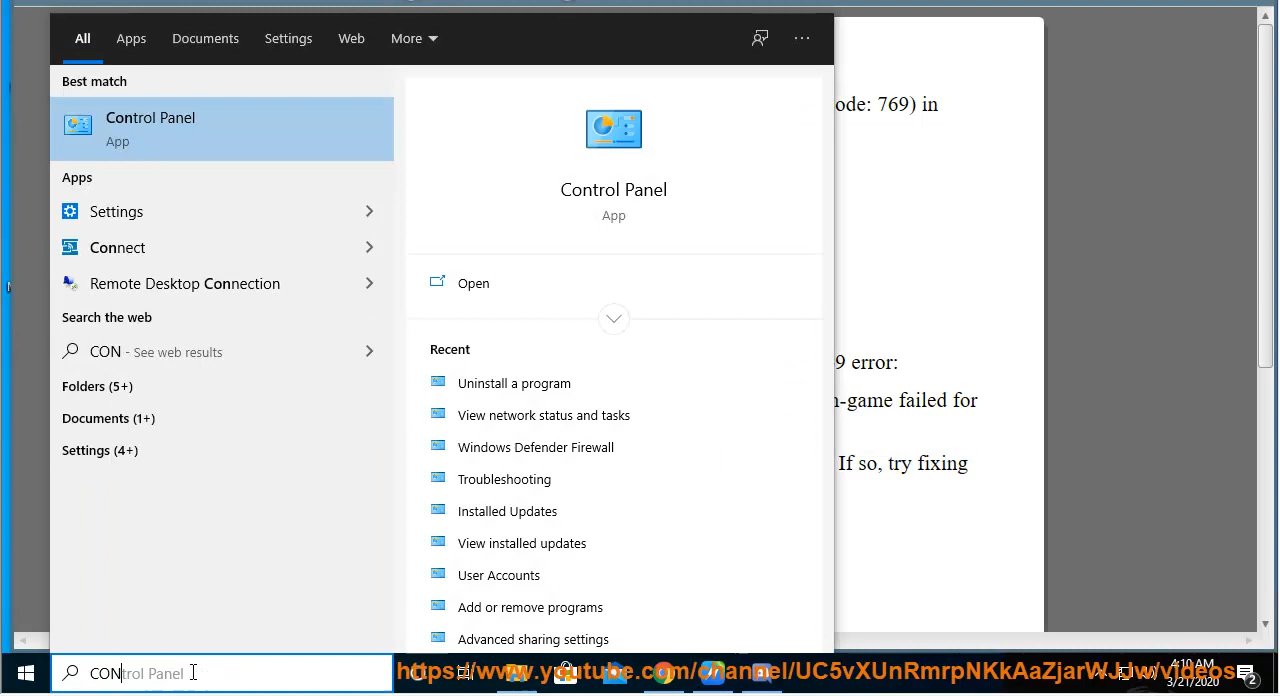 All Apps Documents Settings Web More
Best match
Control Panel
App
Apps
Settings
Connect
Remote Desktop Connection
Search the web
CON - See web results
Folders (5+)
Documents (1+)
Settings (4+)
Control Panel
App
Open
Recent
Uninstall a program
View network status and tasks
Windows Defender Firewall
Troubleshooting
Installed Updates
View installed updates
User Accounts
Add or remove programs
Advanced sharing settings
ode: 769) in
9 error:
-game failed for
If so, try fixing
CONtrol Panel
4:10 AM
3/21/2020
2